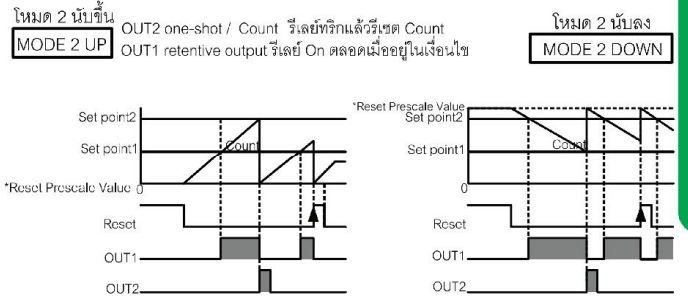 โหมด 2 นับขึ้น
MODE 2 UP
OUT2 one-shot / Count รีเลย์ทริกแล้วรีเซต Count
OUT1 retentive output รีเลย์ On ตลอดเมื่ออยู่ในเงื่อนไข
โหมด 2 นับลง
MODE 2 DOWN
Set point2
Set point1
Count
*Reset Prescale Value 0
Reset
OUT1
OUT2
*Reset Prescale Value
Set point2
Set point1
Count
0
Reset
OUT1
OUT2